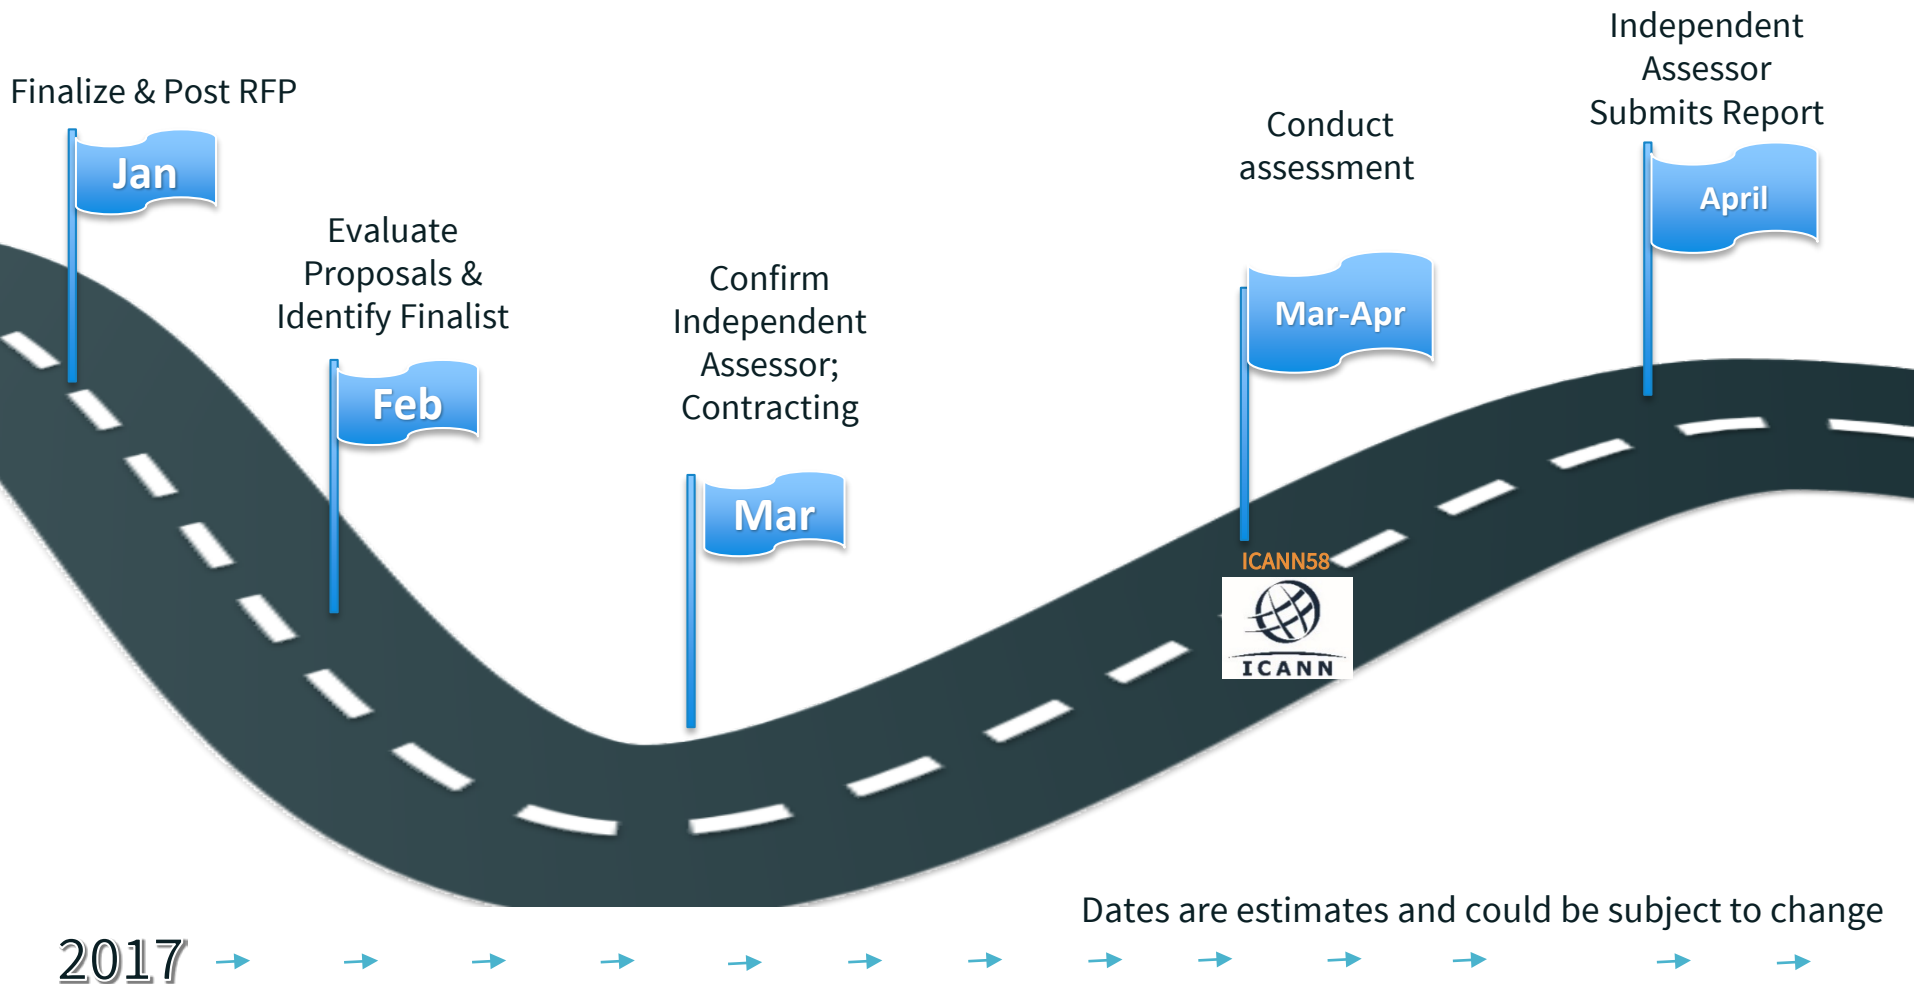 Finalize & Post RFP
Jan
Evaluate
Proposals &
Identify Finalist
Feb
Confirm
Independent
Assessor;
Contracting
Mar
Conduct
assessment
Mar-Apr
ICANN58
ICANN
Independent
Assessor
Submits Report
April
Dates are estimates and could be subject to change
2017